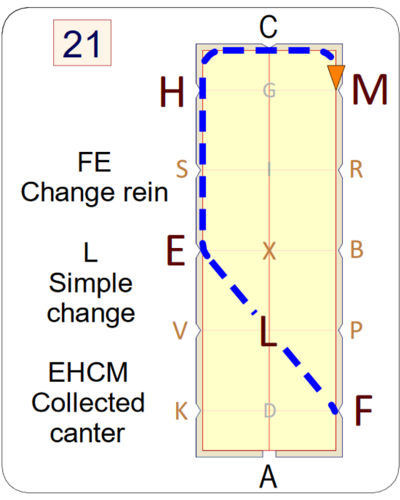 21
C
H
G
M
FE
Change rein
S
I
R
L
Simple
change
E
X
B
V
L
P
EHCM
Collected
canter
K
D
F
A